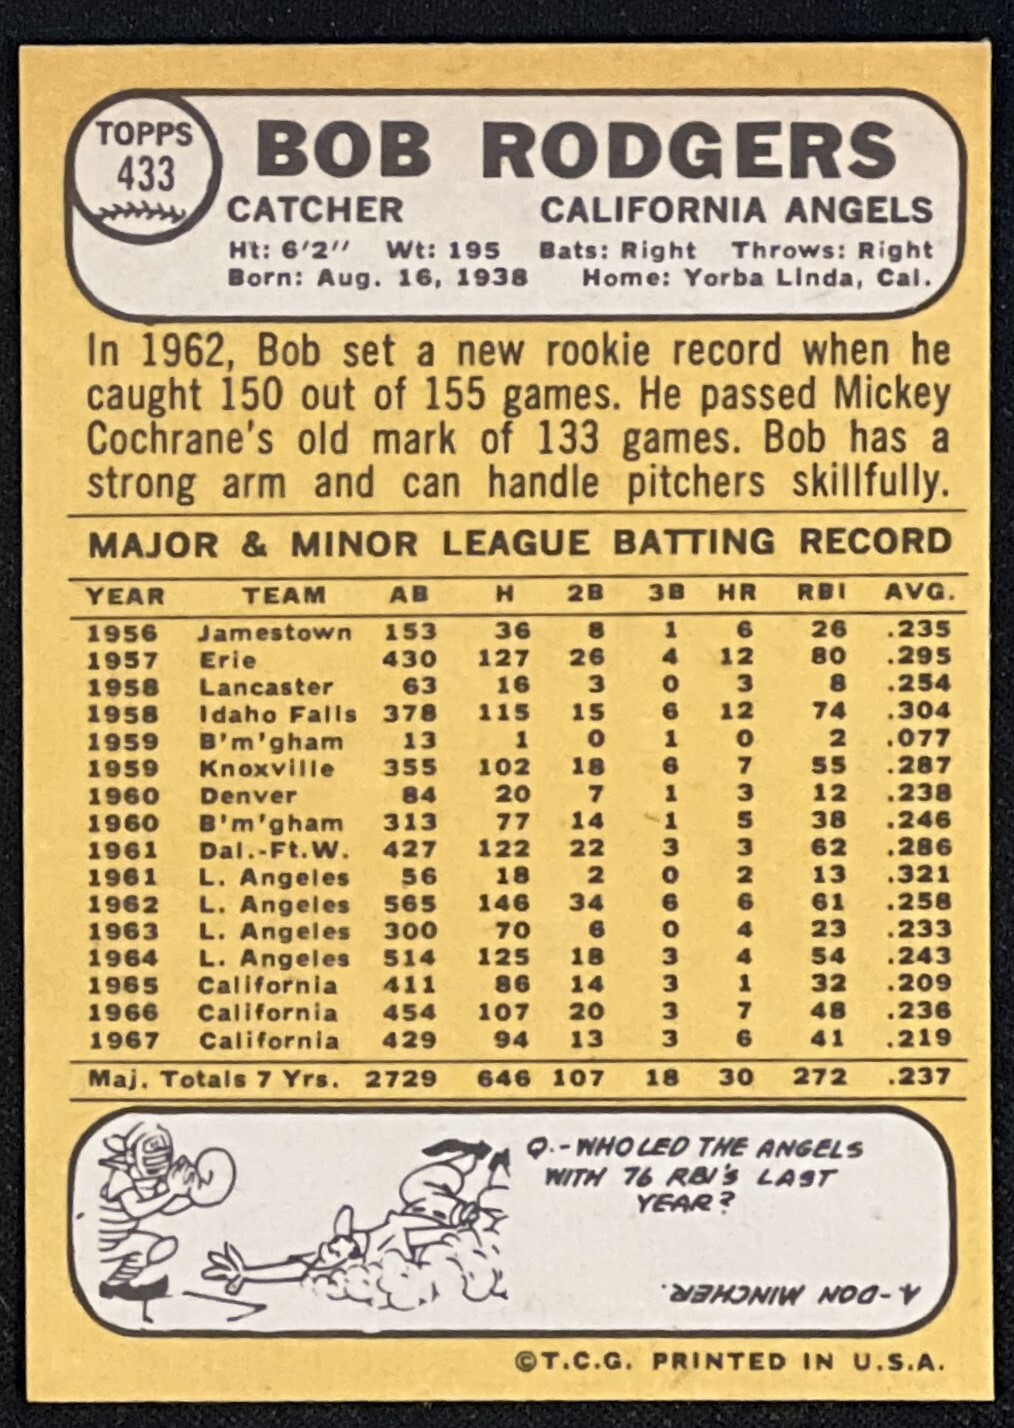 TOPPS
433
BOB RODGERS
CATCHER CALIFORNIA ANGELS
Ht: 6'2'' Wt: 195 Bats: Right Throws: Right
Born: Aug. 16, 1938 Home: Yorba Linda, Cal.
In 1962, Bob set a new rookie record when he
caught 150 out of 155 games. He passed Mickey
Cochrane's old mark of 133 games. Bob has a
strong arm and can handle pitchers skillfully.
MAJOR & MINOR LEAGUE BATTING RECORD
YEAR TEAM AB H 2B 3B HR RBI AVG.
1956 Jamestown 153 36 8 1 6 26 .235
1957 Erie 430 127 26 4 12 80 .295
1958 Lancaster 63 16 3 0 3 8 .254
1958 Idaho Falls 378 115 15 6 12 74 .304
1959 B'm'gham 13 1 0 1 0 2 .077
1959 Knoxville 355 102 18 6 7 55 .287
1960 Denver 84 20 7 1 3 12 .238
1960 B'm'gham 313 77 14 1 5 38 .246
1961 Dal.-Ft.W. 427 122 22 3 3 62 .286
1961 L. Angeles 56 18 2 0 2 13 .321
1962 L. Angeles 565 146 34 6 6 61 .258
1963 L. Angeles 300 70 6 0 4 23 .233
1964 L. Angeles 514 125 18 3 4 54 .243
1965 California 411 86 14 3 1 32 .209
1966 California 454 107 20 3 7 48 .236
1967 California 429 94 13 3 6 41 .219
Maj. Totals 7 Yrs. 2729 646 107 18 30 272 .237
Q.-WHO LED THE ANGELS
WITH 76 RBI'S LAST
YEAR?
A-DON MINCHER.
©T.C.G. PRINTED IN U.S.A.